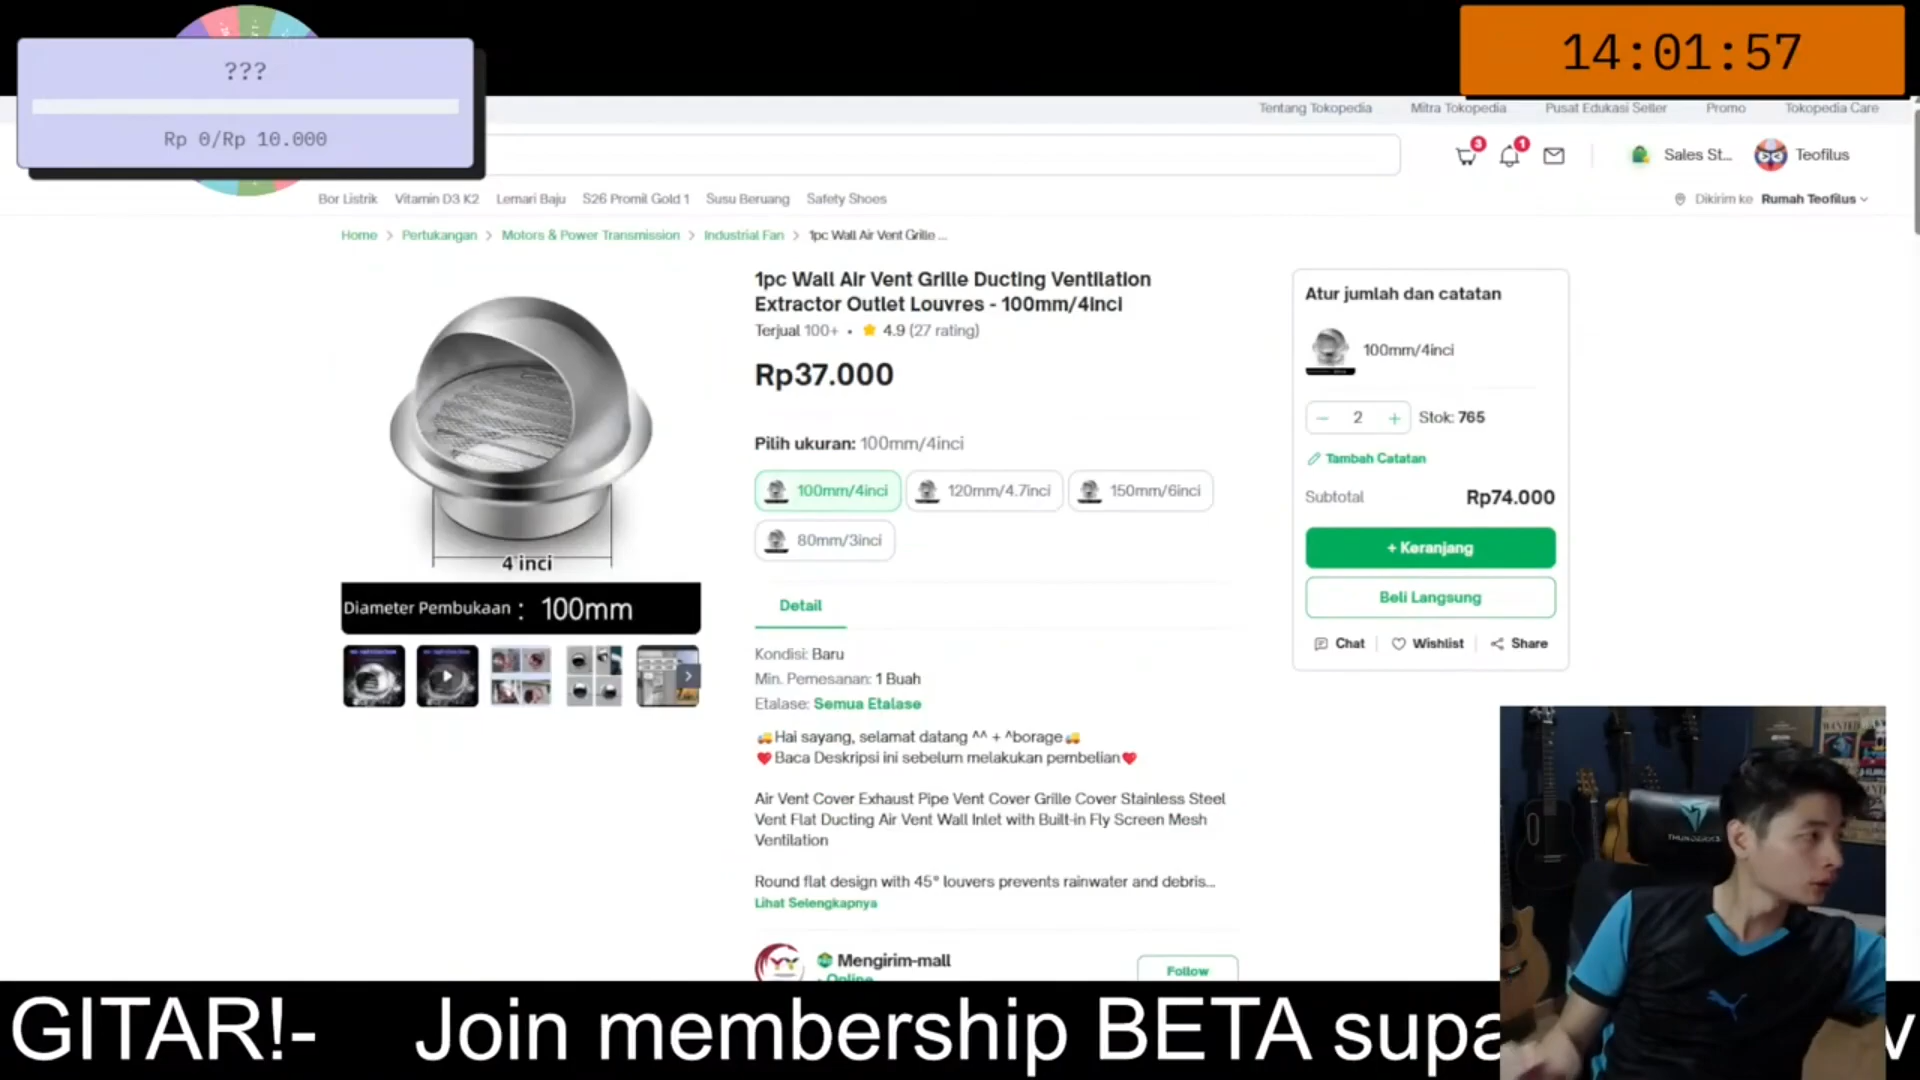 ???
Rp 0/Rp 10.000
14:01:57
Tentang Tokopedia Mitra Tokopedia Pusat Edukasi Seller Promo Tokopedia Care
3 1 Sales St... Teofilus
Bor Listrik Vitamin D3 K2 Lemari Baju S26 Promil Gold 1 Susu Beruang Safety Shoes
Dikirim ke Rumah Teofilus
Home > Pertukangan > Motors & Power Transmission > Industrial Fan > 1pc Wall Air Vent Grille ...
4 inci
Diameter Pembukaan : 100mm
1pc Wall Air Vent Grille Ducting Ventilation
Extractor Outlet Louvres - 100mm/4inci
Terjual 100+ • 4.9 (27 rating)
Rp37.000
Pilih ukuran: 100mm/4inci
100mm/4inci 120mm/4.7inci 150mm/6inci
80mm/3inci
Detail
Kondisi: Baru
Min. Pemesanan: 1 Buah
Etalase: Semua Etalase
🚚Hai sayang, selamat datang ^^ + ^borage🚚
❤️Baca Deskripsi ini sebelum melakukan pembelian❤️
Air Vent Cover Exhaust Pipe Vent Cover Grille Cover Stainless Steel
Vent Flat Ducting Air Vent Wall Inlet with Built-in Fly Screen Mesh
Ventilation
Round flat design with 45° louvers prevents rainwater and debris...
Lihat Selengkapnya
Mengirim-mall
Online
Follow
Atur jumlah dan catatan
100mm/4inci
− 2 + Stok: 765
Tambah Catatan
Subtotal Rp74.000
+ Keranjang
Beli Langsung
Chat Wishlist Share
THUNDERX3
WANTED
GITAR!- Join membership BETA supa v